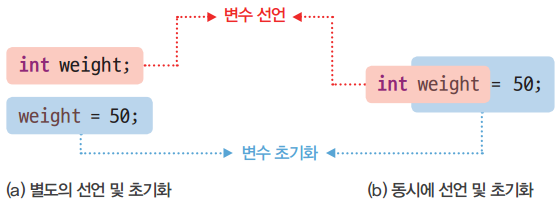 변수 선언
int weight;
int weight = 50;
weight = 50;
변수 초기화
(a) 별도의 선언 및 초기화
(b) 동시에 선언 및 초기화